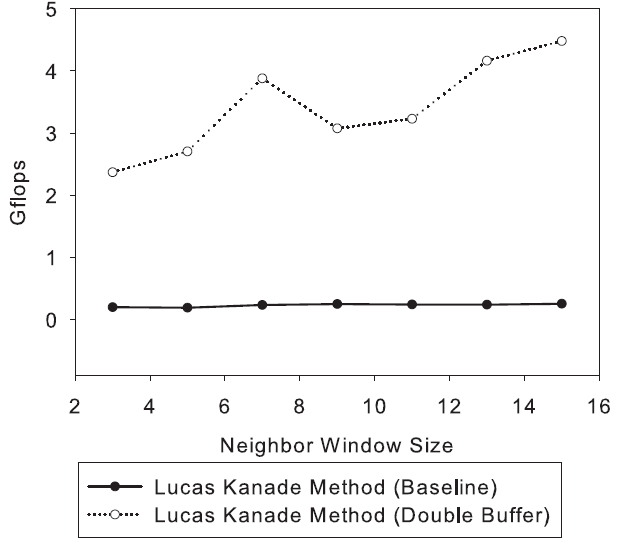 5
4
3
2
1
0
Gflops
2 4 6 8 10 12 14 16
Neighbor Window Size
Lucas Kanade Method (Baseline)
Lucas Kanade Method (Double Buffer)